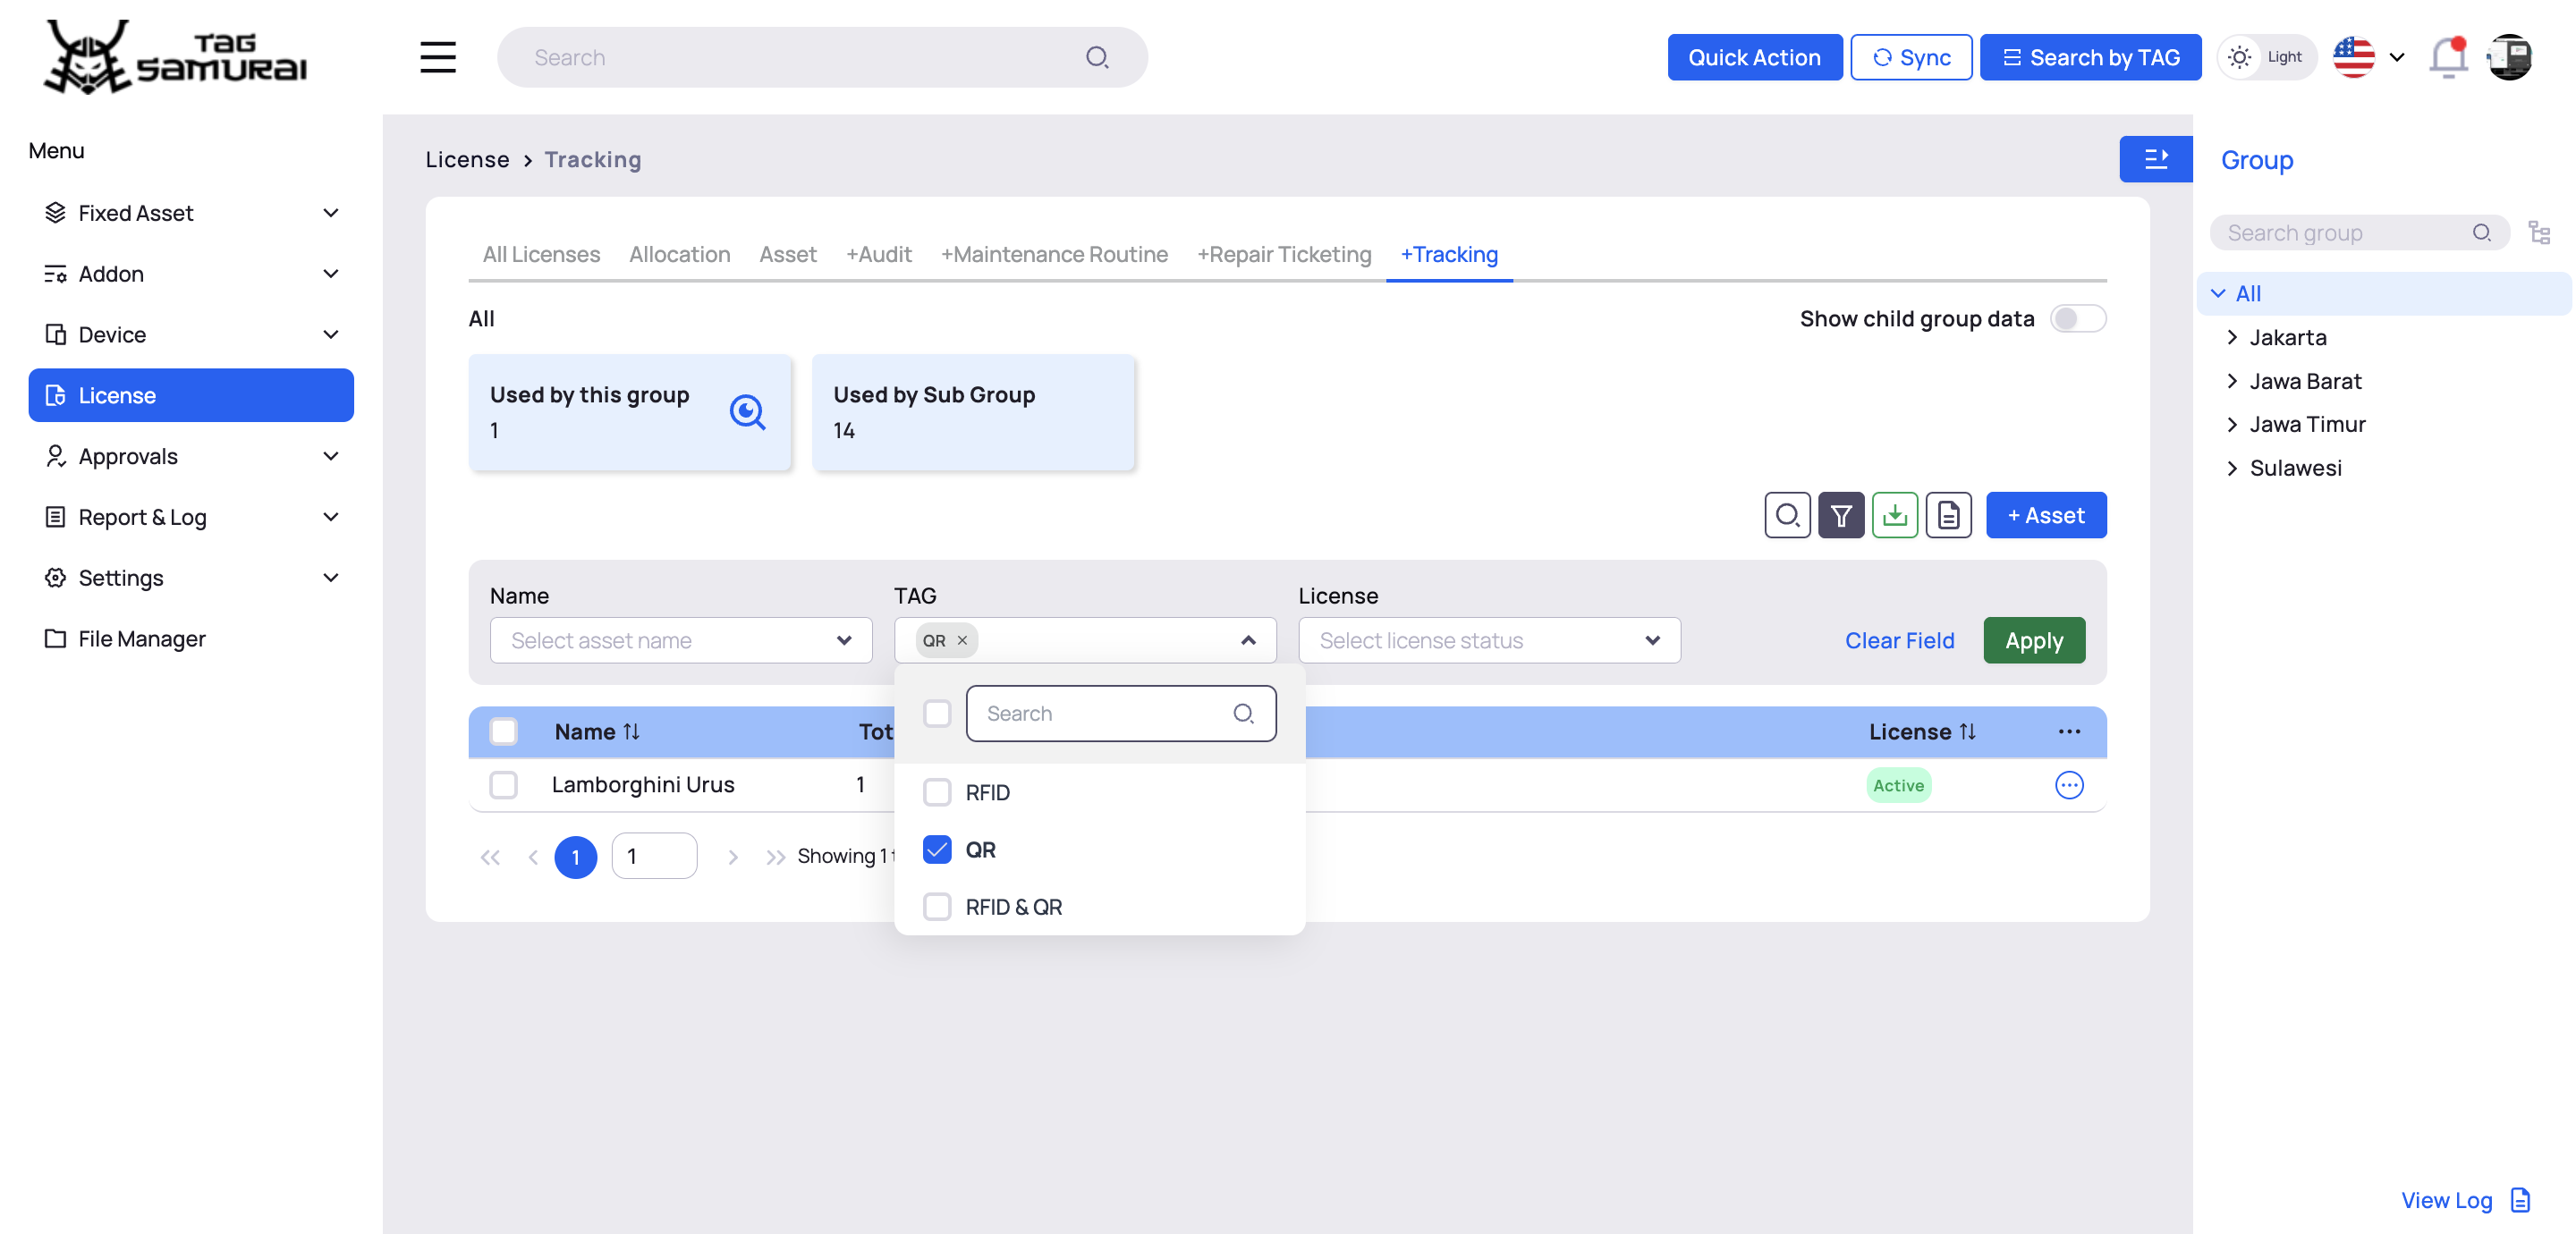 TAG
SAMURAI
Search
Quick Action
Sync
Search by TAG
Light
Menu
Fixed Asset
Addon
Device
License
Approvals
Report & Log
Settings
File Manager
License > Tracking
All Licenses
Allocation
Asset
+Audit
+Maintenance Routine
+Repair Ticketing
+Tracking
All
Show child group data
Used by this group
1
Used by Sub Group
14
+ Asset
Name
TAG
License
Select asset name
QR
Select license status
Clear Field
Apply
Search
RFID
QR
RFID & QR
Name
Tot
License
Lamborghini Urus
1
Active
1
1
Showing 1
Group
Search group
All
Jakarta
Jawa Barat
Jawa Timur
Sulawesi
View Log